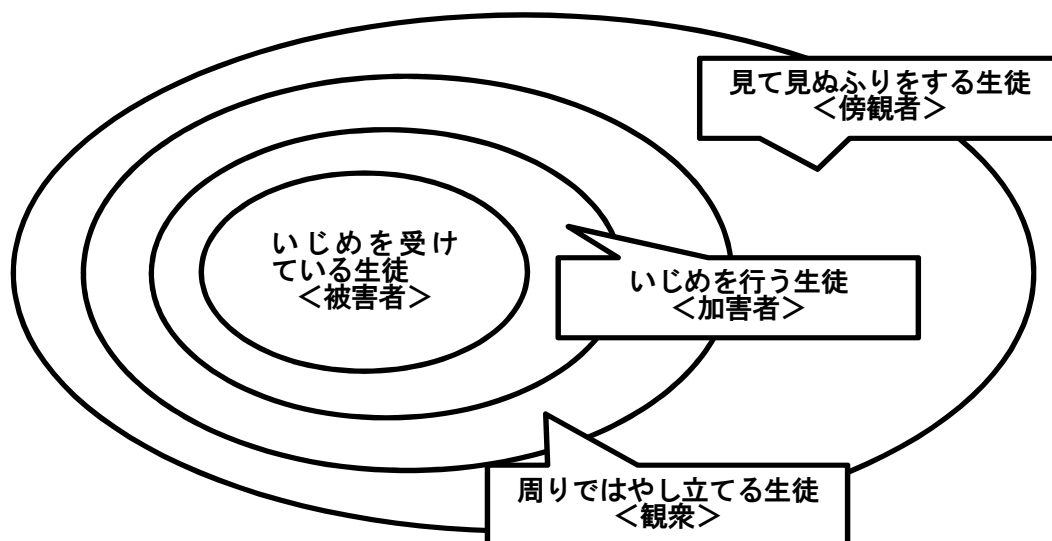 見て見ぬふりをする生徒
＜傍観者＞
いじめを受け
ている生徒
＜被害者＞
いじめを行う生徒
＜加害者＞
周りではやし立てる生徒
＜観衆＞